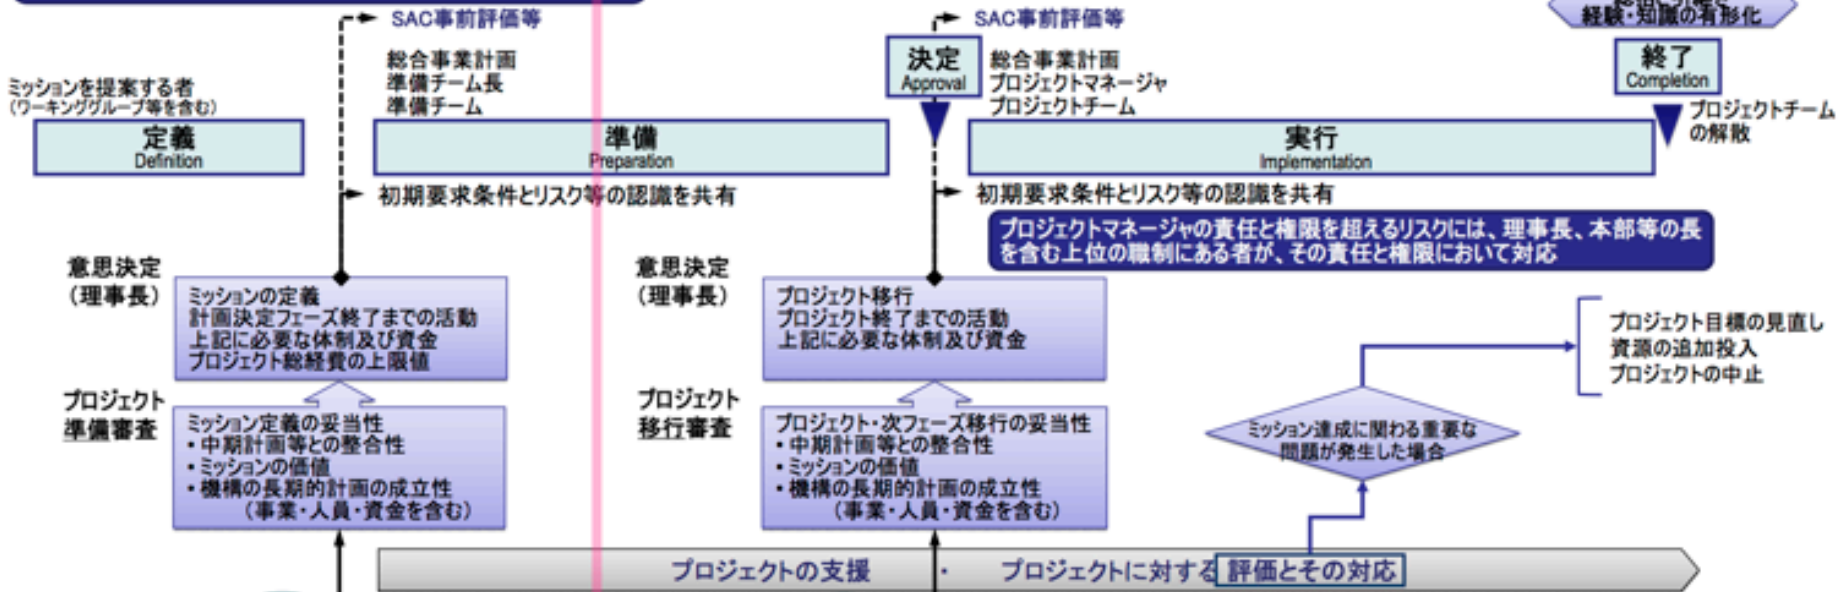 SAC事前評価等
SAC事前評価等
経験・知識の有形化
ミッションを提案する者
(ワーキンググループ等を含む)
総合事業計画
準備チーム長
準備チーム
決定
Approval
総合事業計画
プロジェクトマネージャ
プロジェクトチーム
終了
Completion
プロジェクトチーム
の解散
定義
Definition
準備
Preparation
実行
Implementation
初期要求条件とリスク等の認識を共有
初期要求条件とリスク等の認識を共有
プロジェクトマネージャの責任と権限を超えるリスクには、理事長、本部等の長
を含む上位の職制にある者が、その責任と権限において対応
意思決定
(理事長)
ミッションの定義
計画決定フェーズ終了までの活動
上記に必要な体制及び資金
プロジェクト総経費の上限値
意思決定
(理事長)
プロジェクト移行
プロジェクト終了までの活動
上記に必要な体制及び資金
プロジェクト目標の見直し
資源の追加投入
プロジェクトの中止
プロジェクト
準備審査
ミッション定義の妥当性
・中期計画等との整合性
・ミッションの価値
・機構の長期的計画の成立性
(事業・人員・資金を含む)
プロジェクト
移行審査
プロジェクト・次フェーズ移行の妥当性
・中期計画等との整合性
・ミッションの価値
・機構の長期的計画の成立性
(事業・人員・資金を含む)
ミッション達成に関わる重要な
問題が発生した場合
プロジェクトの支援 ・ プロジェクトに対する評価とその対応